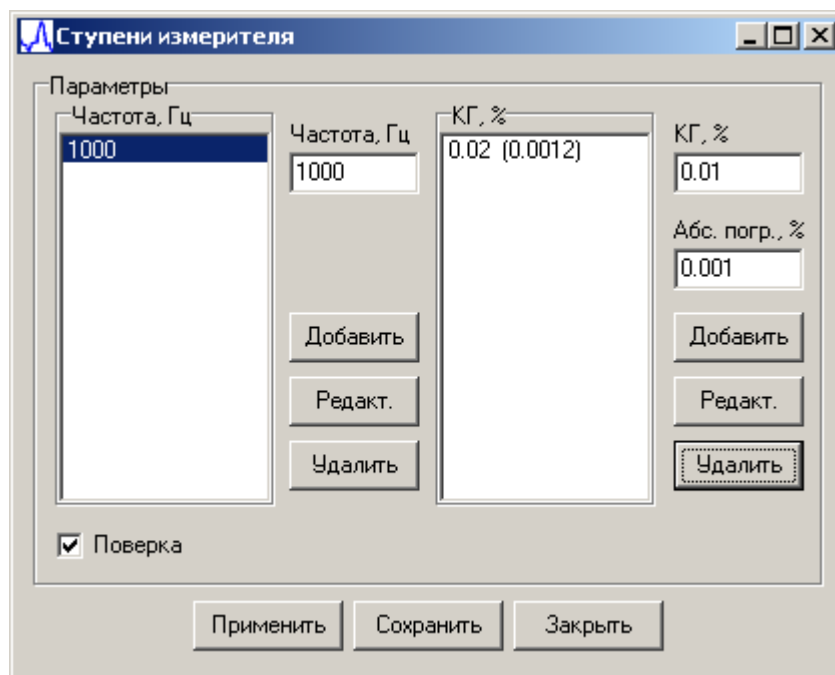 Ступени измерителя
Параметры
Частота, Гц
1000
Частота, Гц
1000
Добавить
Редакт.
Удалить
КГ, %
0.02 (0.0012)
КГ, %
0.01
Абс. погр., %
0.001
Добавить
Редакт.
Удалить
Поверка
Применить
Сохранить
Закрыть